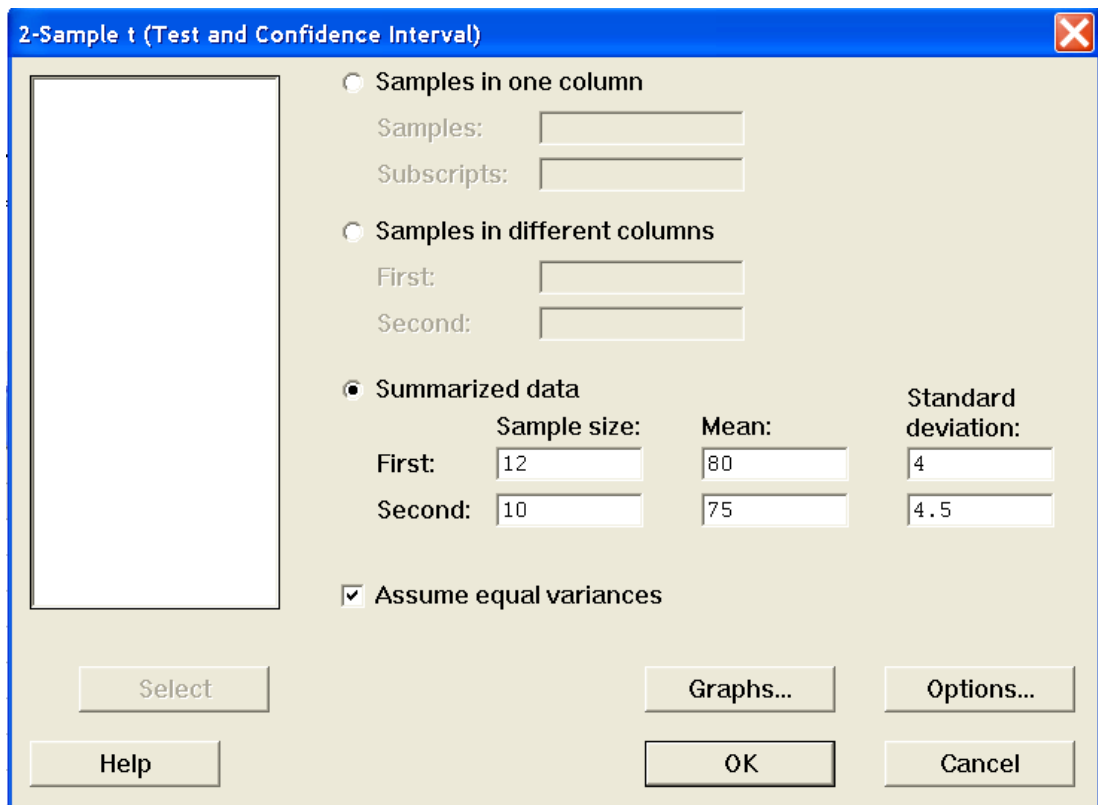 2-Sample t (Test and Confidence Interval)
Samples in one column
Samples:
Subscripts:
Samples in different columns
First:
Second:
Summarized data
Standard
Sample size: Mean: deviation:
First: 12 80 4
Second: 10 75 4.5
Assume equal variances
Select Graphs... Options...
Help OK Cancel